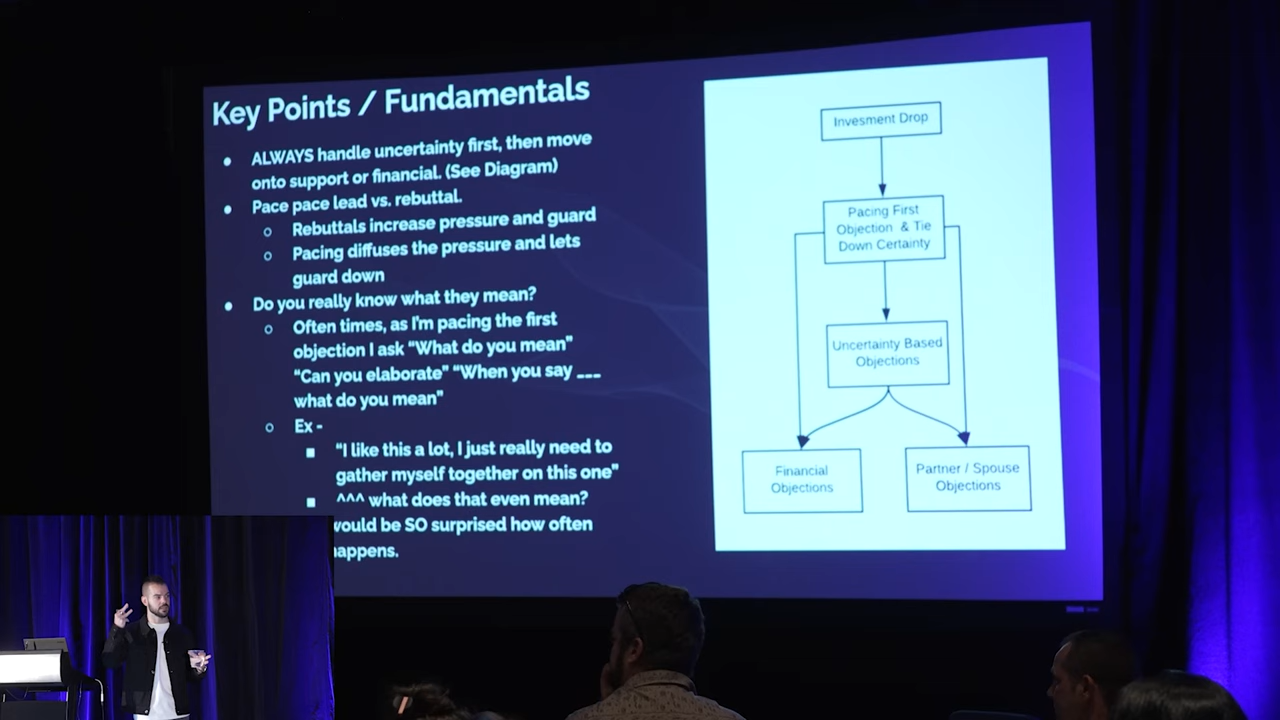 Key Points / Fundamentals
● ALWAYS handle uncertainty first, then move
onto support or financial. (See Diagram)
● Pace pace lead vs. rebuttal.
○ Rebuttals increase pressure and guard
○ Pacing diffuses the pressure and lets
guard down
● Do you really know what they mean?
○ Often times, as I'm pacing the first
objection I ask “What do you mean”
“Can you elaborate” “When you say ___
what do you mean”
○ Ex -
■ “I like this a lot, I just really need to
gather myself together on this one”
■ ^^^ what does that even mean?
would be SO surprised how often
happens.
Invesment Drop
Pacing First
Objection & Tie
Down Certainty
Uncertainty Based
Objections
Financial
Objections
Partner / Spouse
Objections